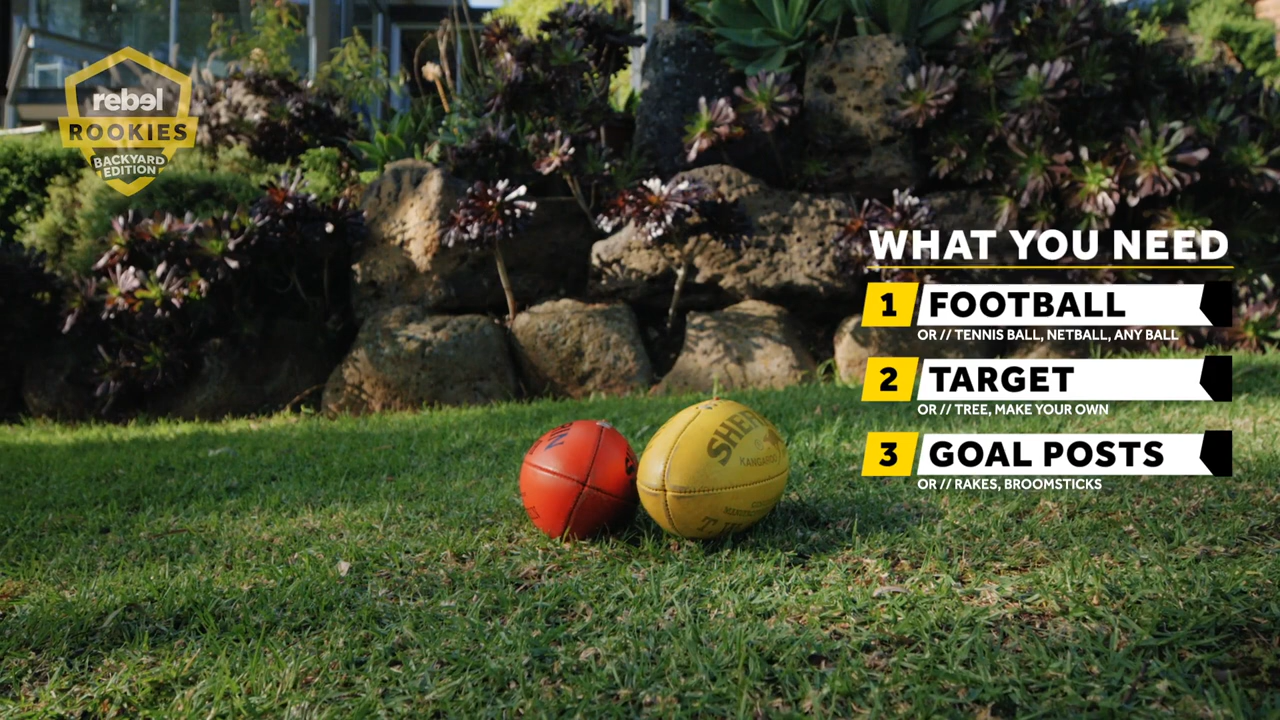 rebel
ROOKIES
BACKYARD
EDITION
WHAT YOU NEED
1 FOOTBALL
OR // TENNIS BALL, NETBALL, ANY BALL
2 TARGET
OR // TREE, MAKE YOUR OWN
3 GOAL POSTS
OR // RAKES, BROOMSTICKS
KANGAROO